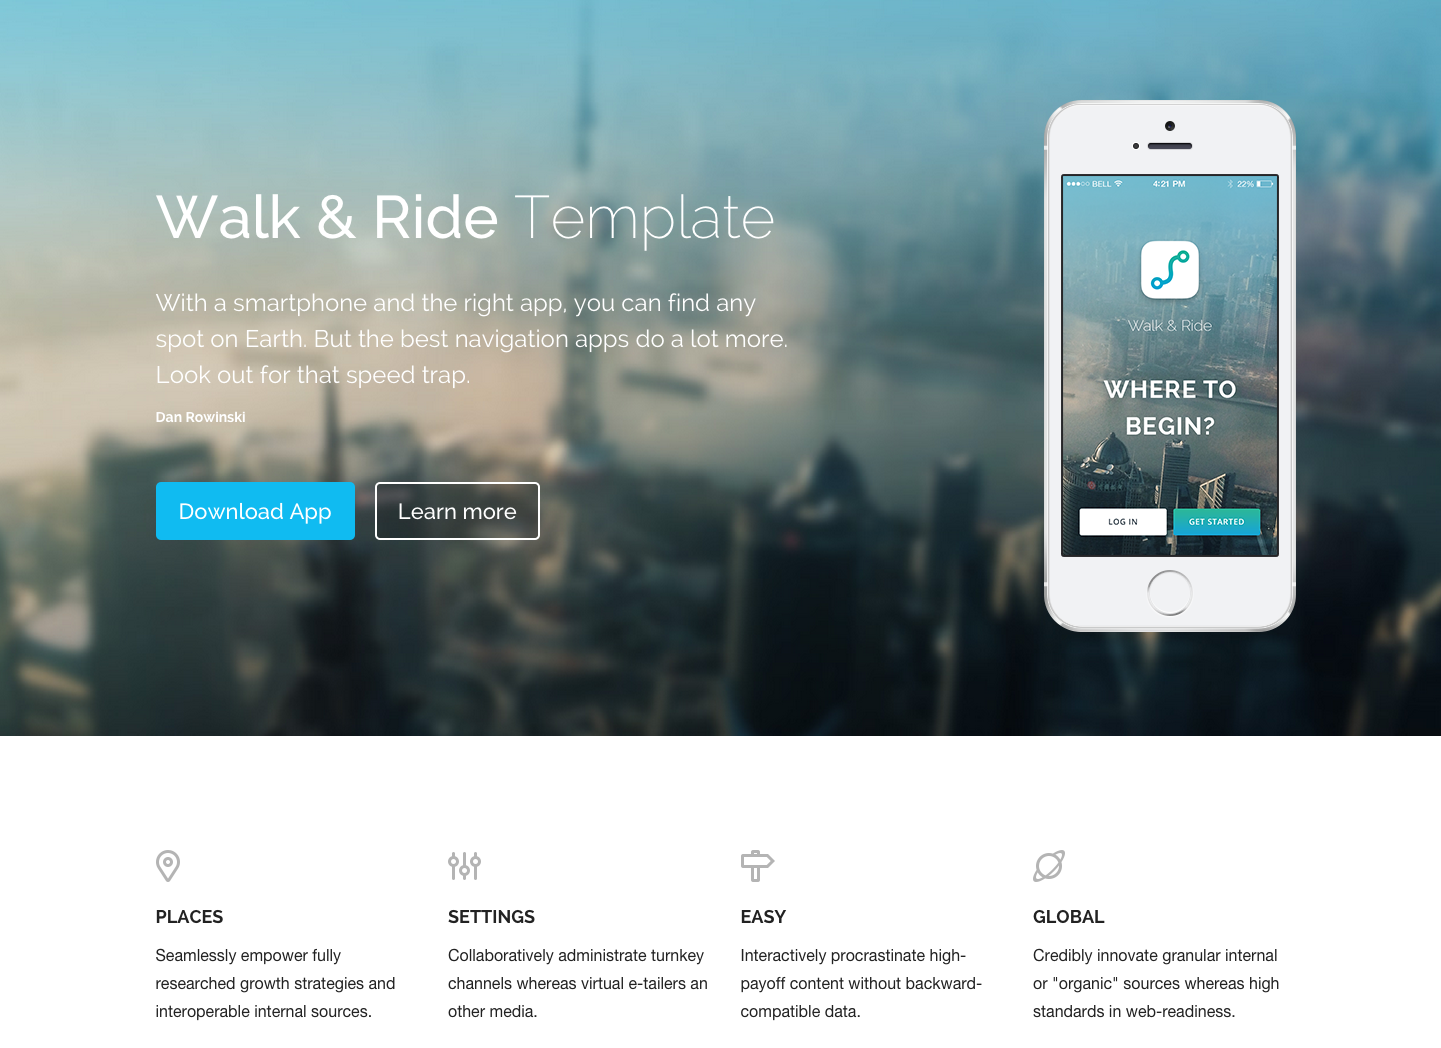 Walk & Ride Template
With a smartphone and the right app, you can find any
spot on Earth. But the best navigation apps do a lot more.
Look out for that speed trap.
Dan Rowinski
Download App
Learn more
BELL 4:21 PM 22%
Walk & Ride
WHERE TO
BEGIN?
LOG IN
GET STARTED
PLACES
Seamlessly empower fully
researched growth strategies and
interoperable internal sources.
SETTINGS
Collaboratively administrate turnkey
channels whereas virtual e-tailers an
other media.
EASY
Interactively procrastinate high-
payoff content without backward-
compatible data.
GLOBAL
Credibly innovate granular internal
or "organic" sources whereas high
standards in web-readiness.